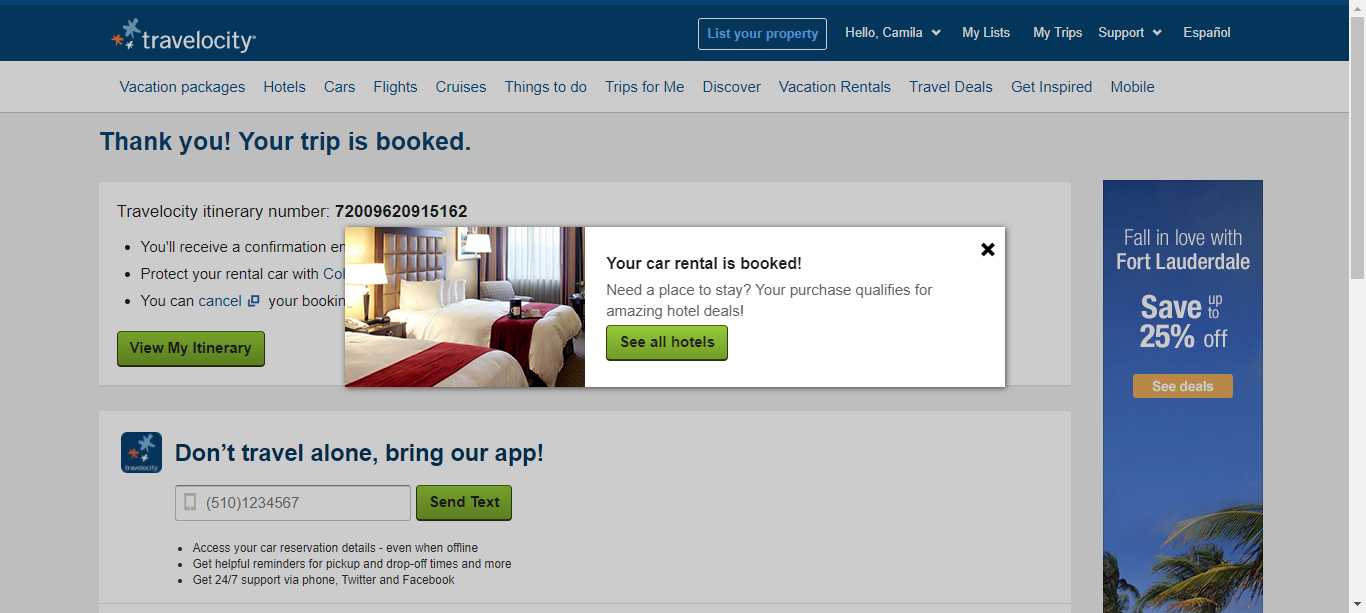 travelocity
List your property
Hello, Camila
My Lists
My Trips
Support
Español
Vacation packages
Hotels
Cars
Flights
Cruises
Things to do
Trips for Me
Discover
Vacation Rentals
Travel Deals
Get Inspired
Mobile
Thank you! Your trip is booked.
Travelocity itinerary number: 72009620915162
You'll receive a confirmation
Protect your rental car with
You can cancel your
View My Itinerary
Your car rental is booked!
Need a place to stay? Your purchase qualifies for
amazing hotel deals!
See all hotels
Fall in love with
Fort Lauderdale
Save up to
25% off
See deals
travelocity
Don’t travel alone, bring our app!
(510)1234567
Send Text
Access your car reservation details - even when offline
Get helpful reminders for pickup and drop-off times and more
Get 24/7 support via phone, Twitter and Facebook